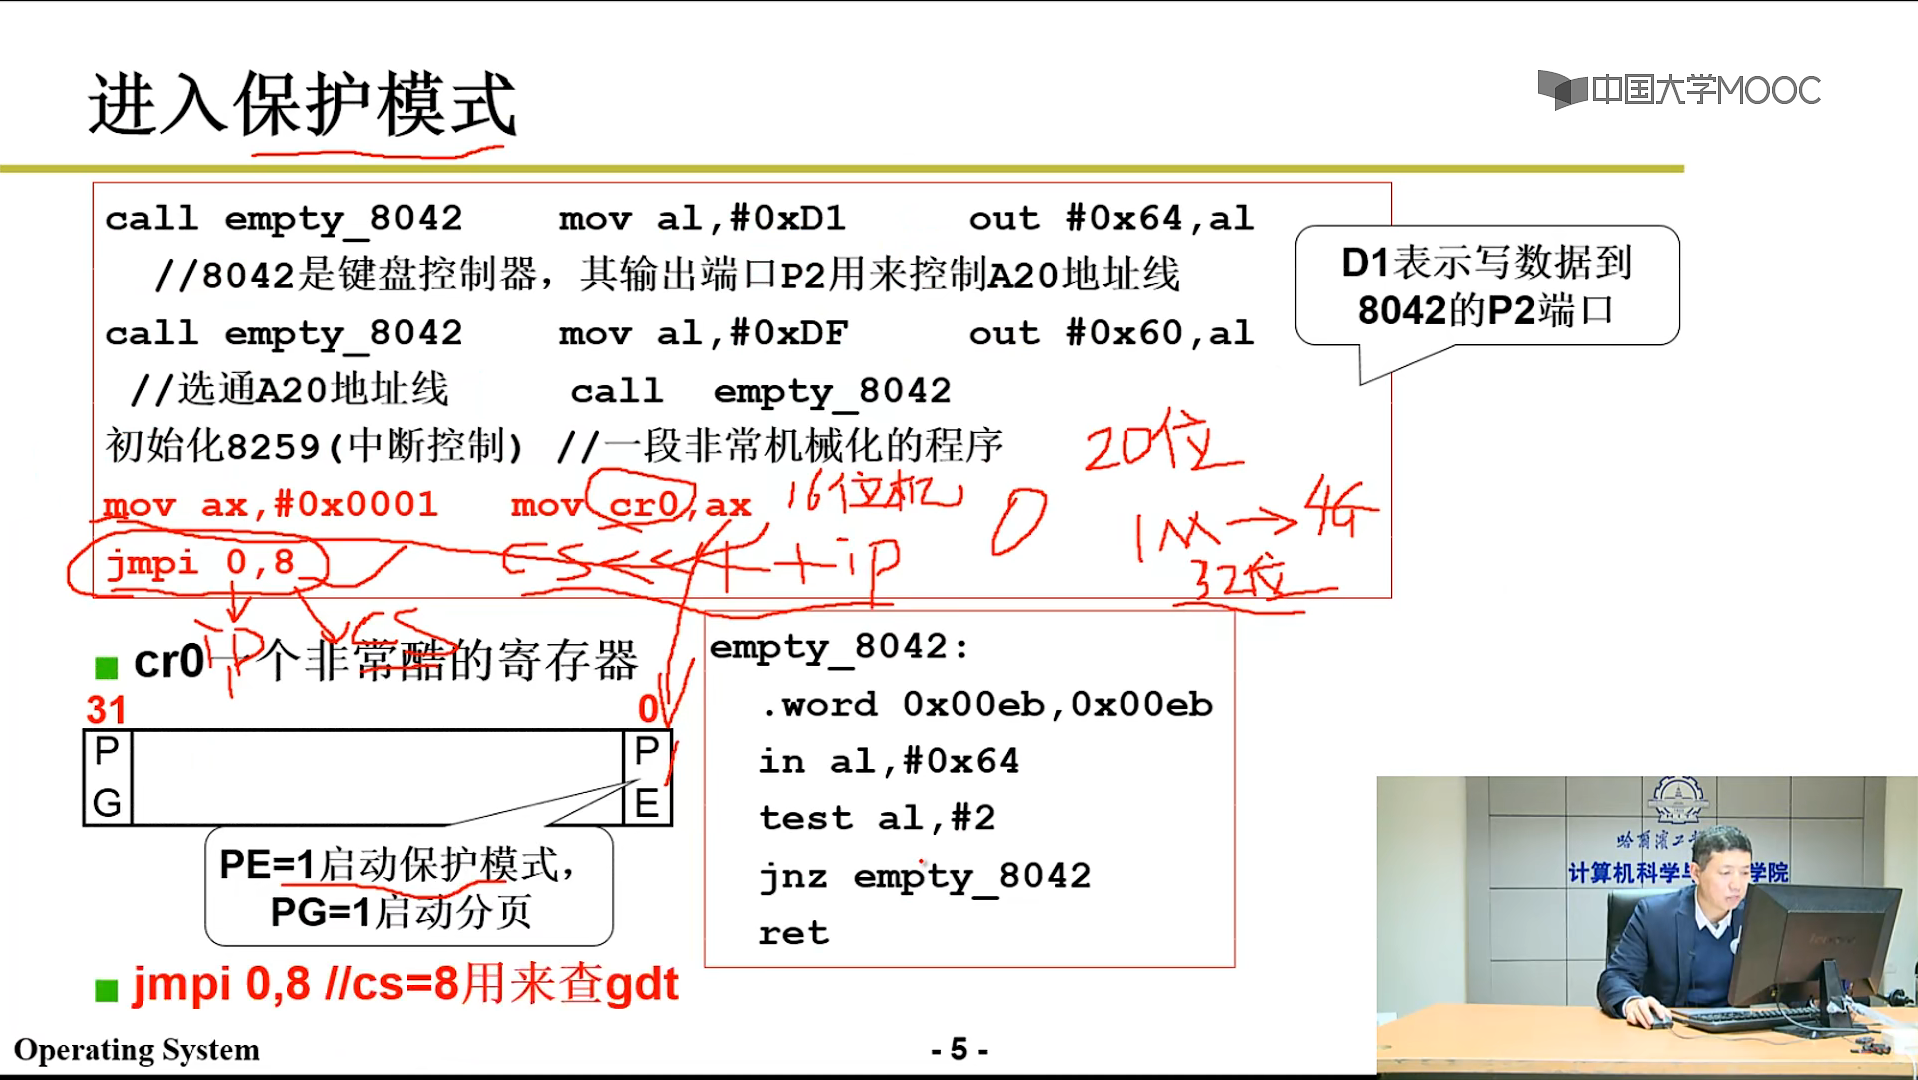 进入保护模式
中国大学MOOC
call empty_8042 mov al,#0xD1 out #0x64,al
//8042是键盘控制器，其输出端口P2用来控制A20地址线
D1表示写数据到
8042的P2端口
call empty_8042 mov al,#0xDF out #0x60,al
//选通A20地址线 call empty_8042
初始化8259(中断控制) //一段非常机械化的程序
20位
mov ax,#0x0001 mov cr0,ax
16位机
1M → 4G
jmpi 0,8
CS<<4+ip
32位
ip
CS
cr0一个非常酷的寄存器
31 0
PG
PE
PE=1启动保护模式，
PG=1启动分页
jmpi 0,8 //cs=8用来查gdt
empty_8042:
.word 0x00eb,0x00eb
in al,#0x64
test al,#2
jnz empty_8042
ret
计算机科学与 学院
Operating System
- 5 -